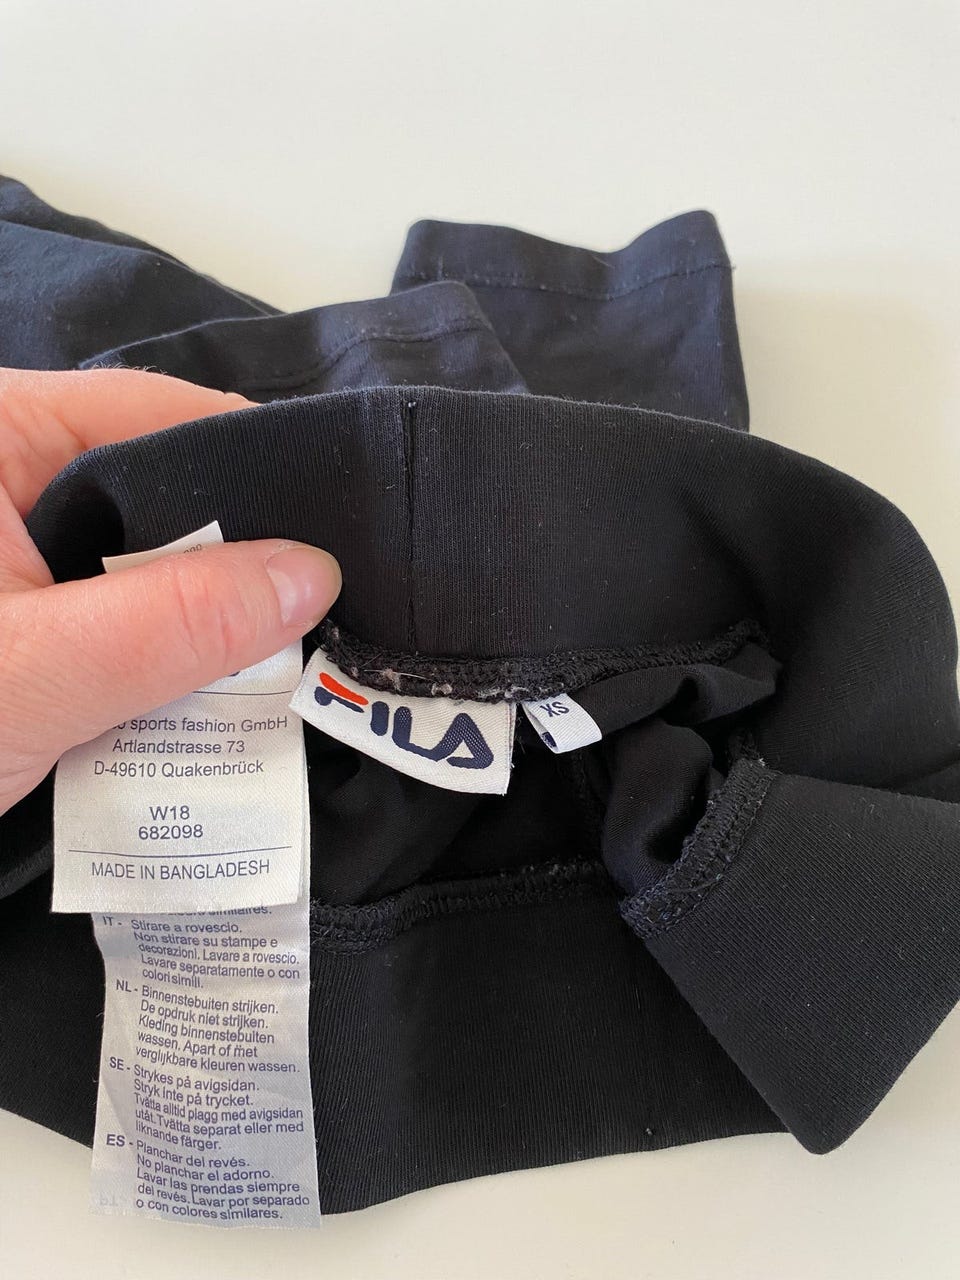 FILA
XS
sports fashion GmbH
Artlandstrasse 73
D-49610 Quakenbrück
W18
682098
MADE IN BANGLADESH
similaires.
IT - Stirare a rovescio.
Non stirare su stampe e
decorazioni. Lavare a rovescio.
Lavare separatamente o con
colori simili.
NL - Binnenstebuiten strijken.
De opdruk niet strijken.
Kleding binnenstebuiten
wassen. Apart of met
verglijkbare kleuren wassen.
SE - Strykes på avigsidan.
Stryk inte på trycket.
Tvätta alltid plagg med avigsidan
utåt. Tvätta separat eller med
liknande färger.
ES - Planchar del revés.
No planchar el adorno.
Lavar las prendas siempre
del revés. Lavar por separado
o con colores similares.